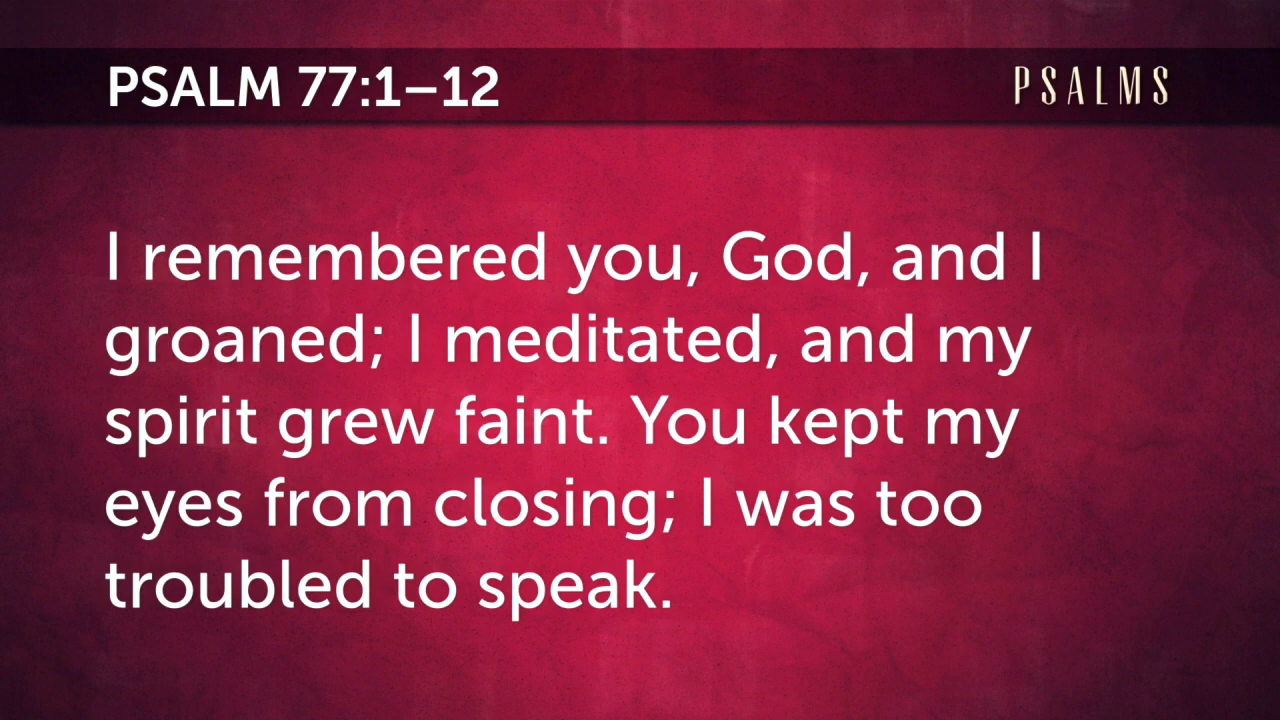 PSALM 77:1–12
PSALMS
I remembered you, God, and I
groaned; I meditated, and my
spirit grew faint. You kept my
eyes from closing; I was too
troubled to speak.